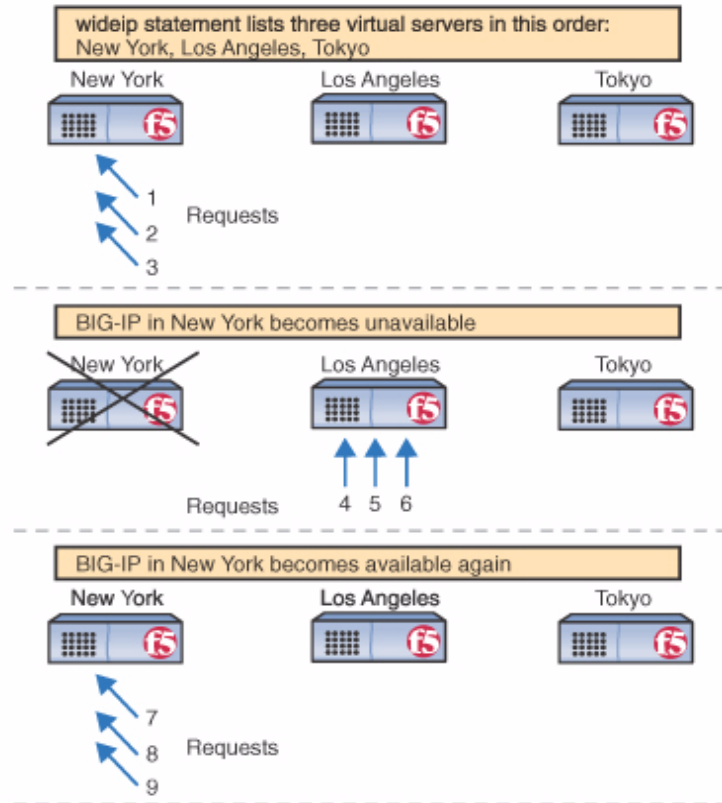 wideip statement lists three virtual servers in this order:
New York, Los Angeles, Tokyo
New York Los Angeles Tokyo
f5 f5 f5
1
2
Requests
3
BIG-IP in New York becomes unavailable
New York Los Angeles Tokyo
f5 f5 f5
Requests 4 5 6
BIG-IP in New York becomes available again
New York Los Angeles Tokyo
f5 f5 f5
7
8
Requests
9